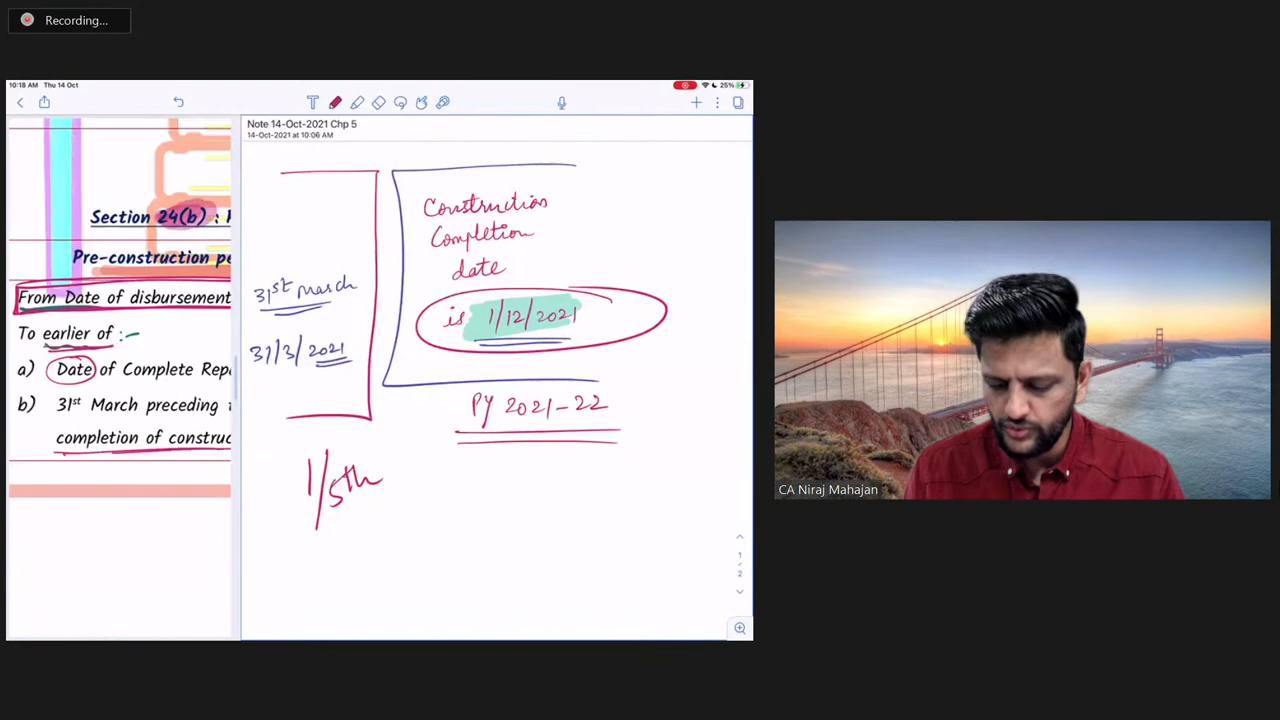 Recording...
10:18 AM Thu 14 Oct
25%
T
Note 14-Oct-2021 Chp 5
14-Oct-2021 at 10:06 AM
Section 24(b) :
Pre-construction pe
From Date of disbursement
To earlier of :-
a) Date of Complete Rep
b) 31st March preceding
completion of construc
31st March
31/3/2021
Construction
Completion
date
is 1/12/2021
PY 2021-22
1/5th
1
2
CA Niraj Mahajan